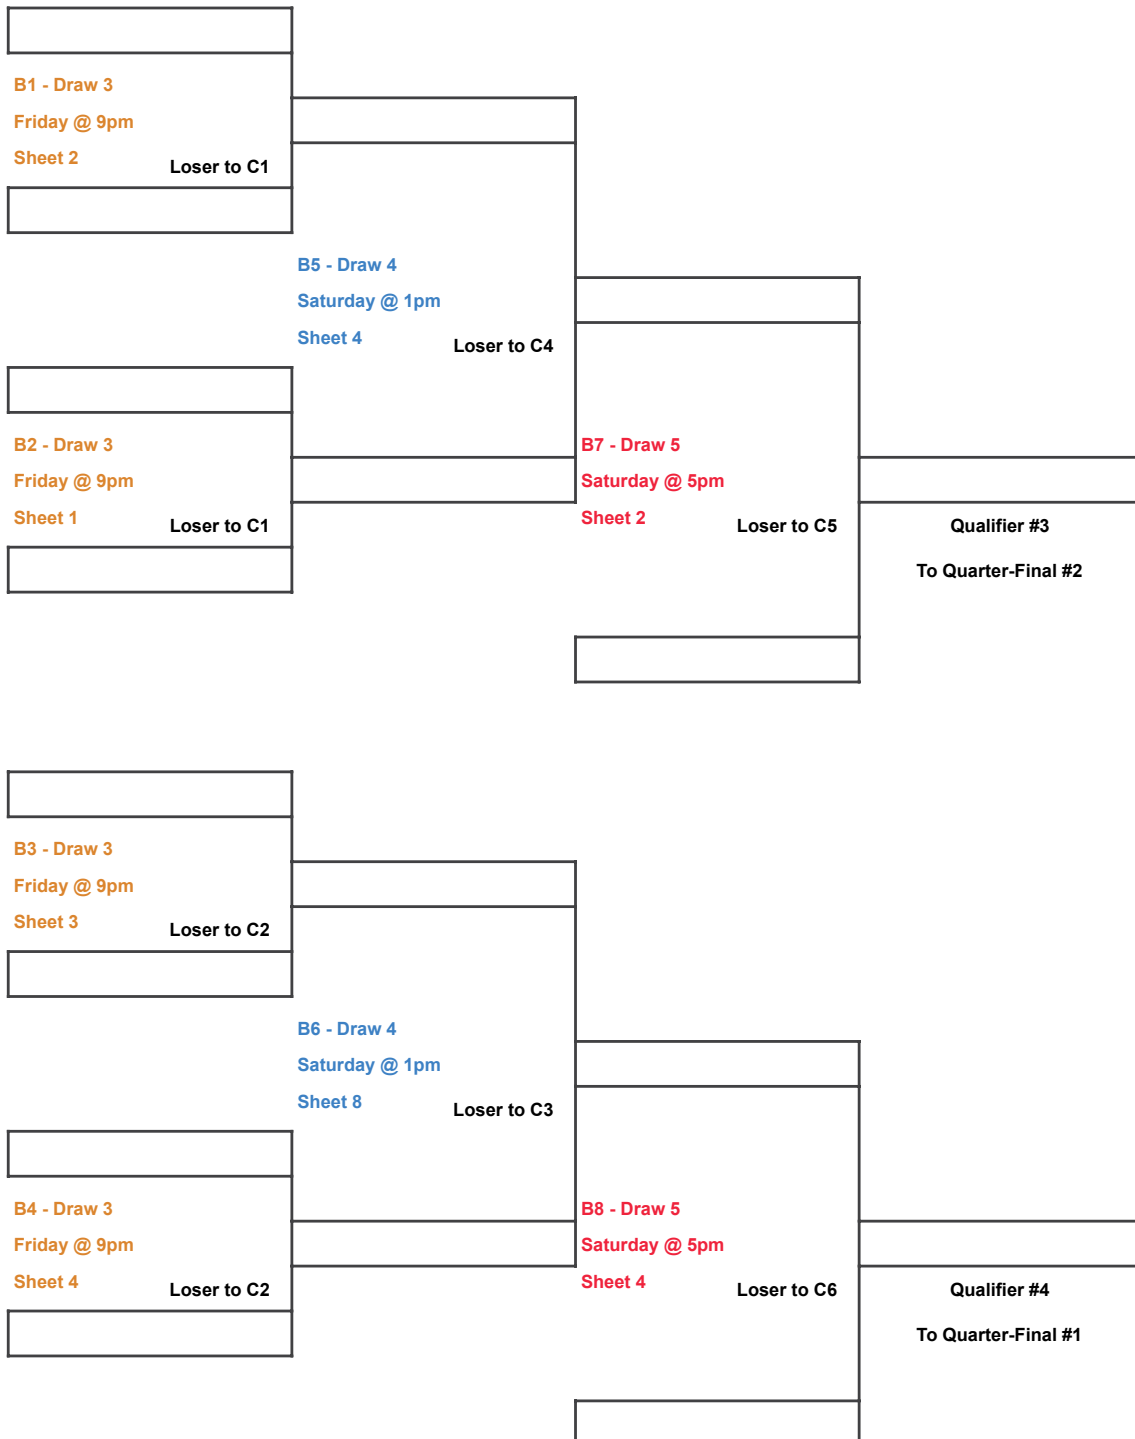 B1 - Draw 3
Friday @ 9pm
Sheet 2
Loser to C1
B5 - Draw 4
Saturday @ 1pm
Sheet 4
Loser to C4
B2 - Draw 3
Friday @ 9pm
Sheet 1
Loser to C1
B7 - Draw 5
Saturday @ 5pm
Sheet 2
Loser to C5
Qualifier #3
To Quarter-Final #2
B3 - Draw 3
Friday @ 9pm
Sheet 3
Loser to C2
B6 - Draw 4
Saturday @ 1pm
Sheet 8
Loser to C3
B4 - Draw 3
Friday @ 9pm
Sheet 4
Loser to C2
B8 - Draw 5
Saturday @ 5pm
Sheet 4
Loser to C6
Qualifier #4
To Quarter-Final #1